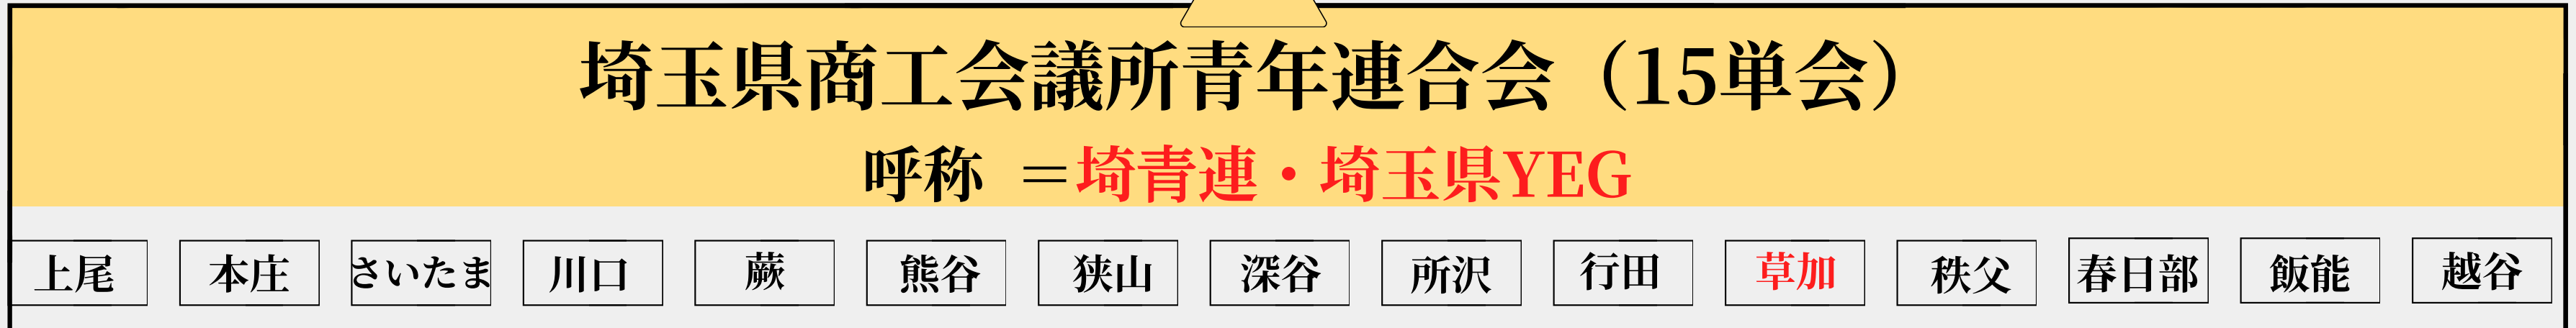 埼玉県商工会議所青年連合会（15単会）
呼称 ＝埼青連・埼玉県YEG
上尾 本庄 さいたま 川口 蕨 熊谷 狭山 深谷 所沢 行田 草加 秩父 春日部 飯能 越谷